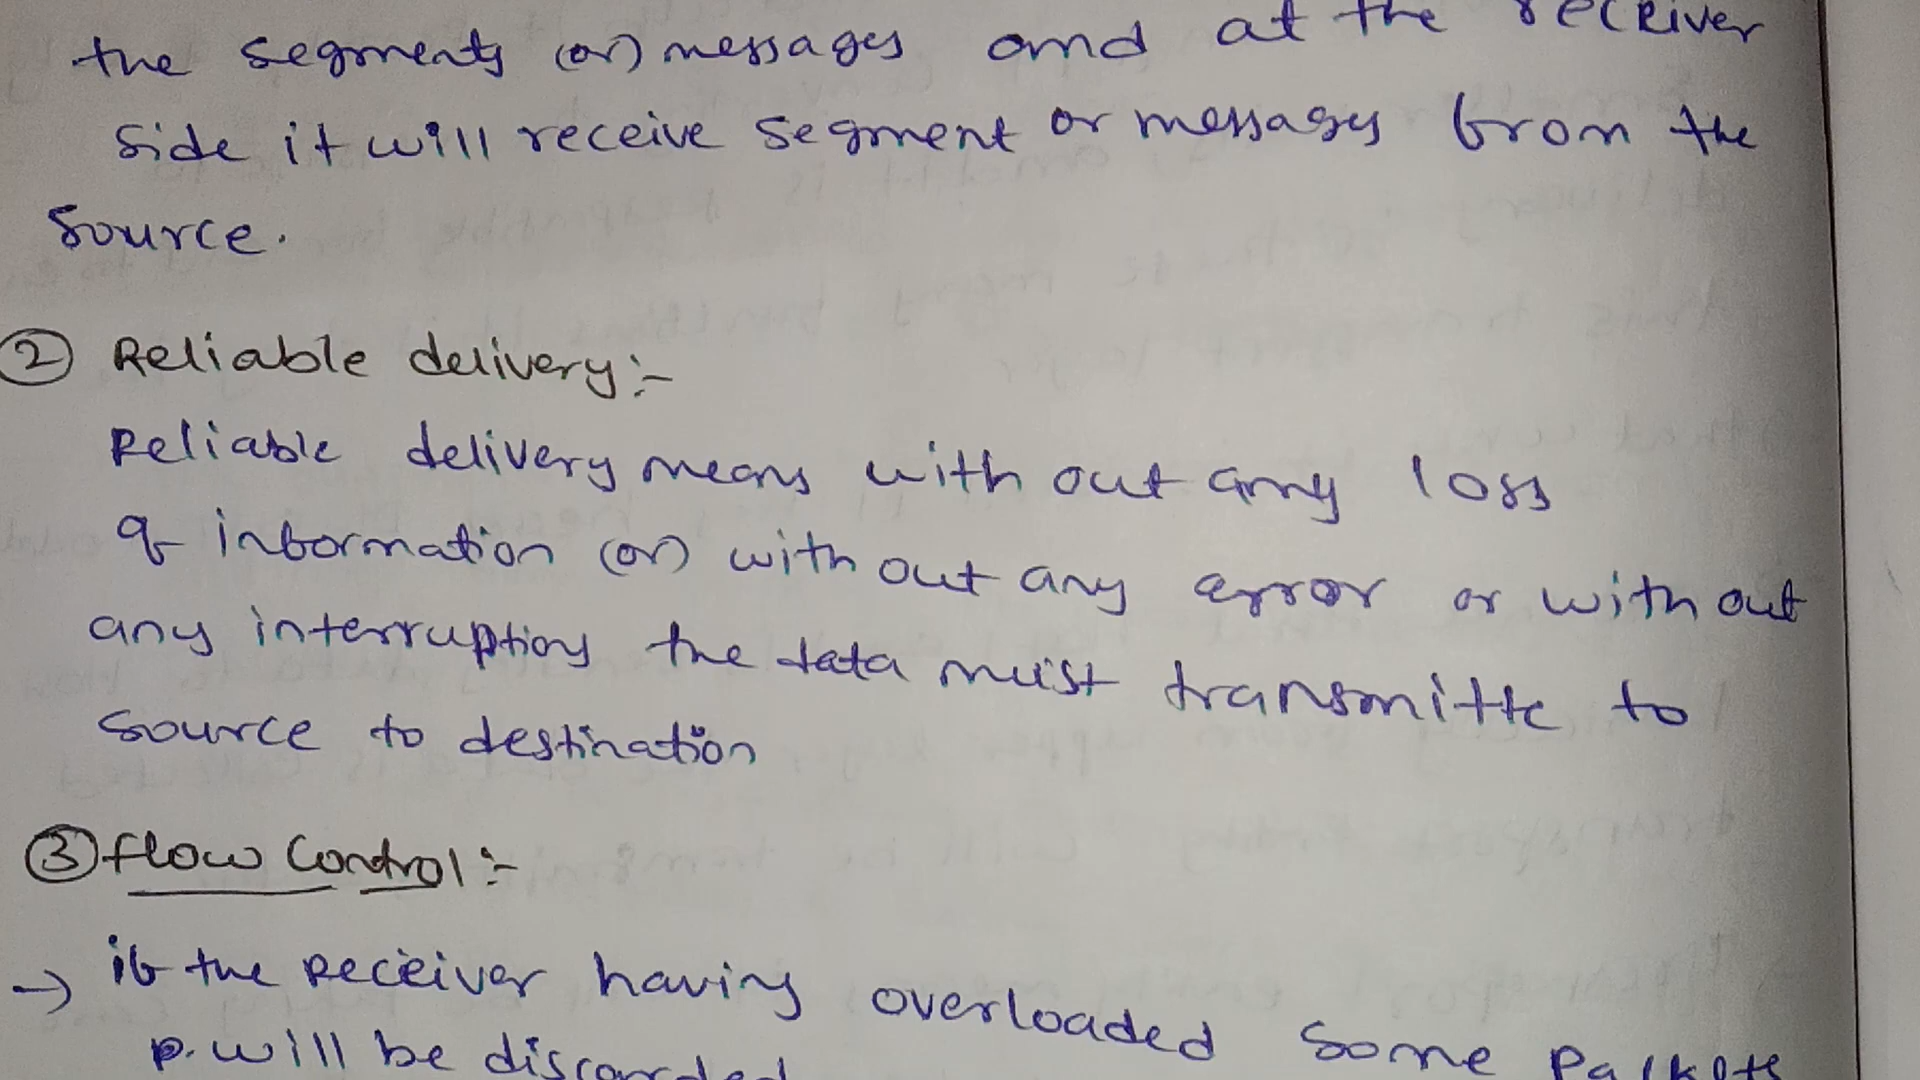 the segments (or) messages and at the receiver
side it will receive segment or messages from the
source.
② Reliable delivery:-
Reliable delivery means with out any loss
of information (or) with out any error or with out
any interruptions the data must transmitte to
source to destination
③ flow control:-
→ if the receiver having overloaded some packets
p. will be discarded